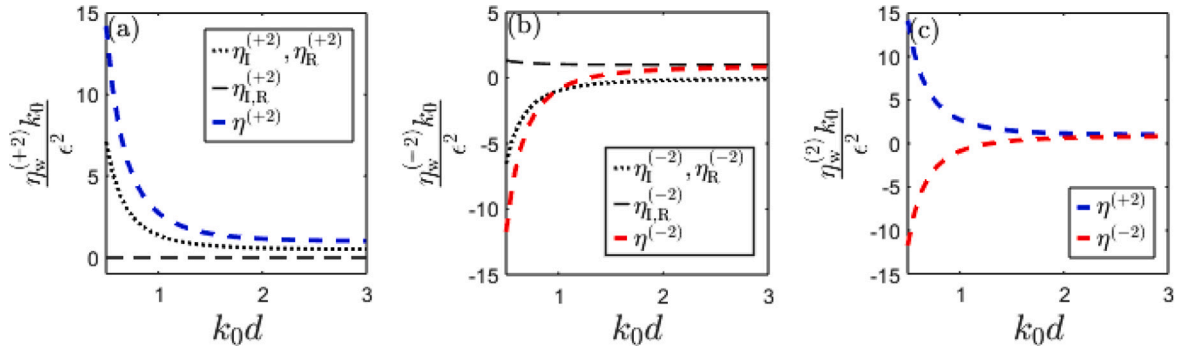 (a)
η_I^(+2), η_R^(+2)
η_I,R^(+2)
η^(+2)
η_w^(+2) k_0 / ϵ^2
15
10
5
0
1 2 3
k_0d
(b)
η_I^(-2), η_R^(-2)
η_I,R^(-2)
η^(-2)
η_w^(-2) k_0 / ϵ^2
5
0
-5
-10
-15
1 2 3
k_0d
(c)
η^(+2)
η^(-2)
η_w^(2) k_0 / ϵ^2
15
10
5
0
-5
-10
-15
1 2 3
k_0d